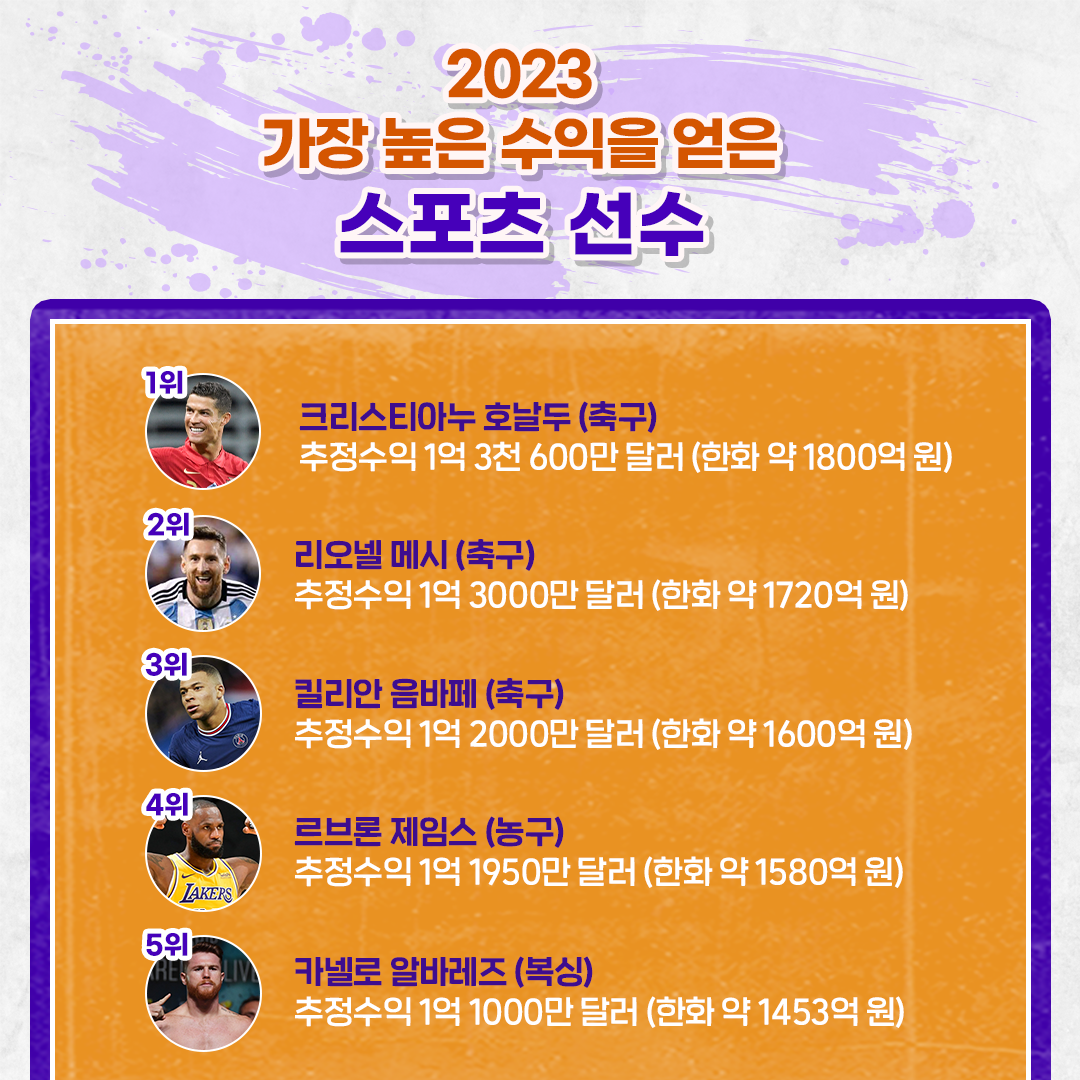 2023
가장 높은 수익을 얻은
스포츠 선수
1위
크리스티아누 호날두 (축구)
추정수익 1억 3천 600만 달러 (한화 약 1800억 원)
2위
리오넬 메시 (축구)
추정수익 1억 3000만 달러 (한화 약 1720억 원)
3위
킬리안 음바페 (축구)
추정수익 1억 2000만 달러 (한화 약 1600억 원)
4위
르브론 제임스 (농구)
추정수익 1억 1950만 달러 (한화 약 1580억 원)
LAKERS
5위
카넬로 알바레즈 (복싱)
추정수익 1억 1000만 달러 (한화 약 1453억 원)